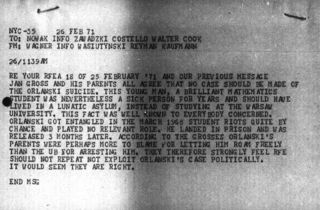 NYC-35 26 FEB 71
TO: NOWAK INFO ZAWADZKI COSTELLO WALTER COOK
FM: WAGNER INFO WASIUTYNSKI REYMAN KAUFMANN
26/1139AM
RE YOUR RFEA 18 OF 25 FEBRUARY '71 AND OUR PREVIOUS MESSAGE
JAN GROSS AND HIS PARENTS ALL AGREE THAT NO CASE SHOULD BE MADE OF
THE ORLANSKI SUICIDE. THIS YOUNG MAN, A BRILLIANT MATHEMATICS
STUDENT WAS NEVERTHELESS A SICK PERSON FOR YEARS AND SHOULD HAVE
LIVED IN A LUNATIC ASYLUM, INSTEAD OF STUDYING AT THE WARSAW
UNIVERSITY. THIS FACT WAS WELL KNOWN TO EVERYBODY CONCERNED.
ORLANSKI GOT ENTANGLED IN THE MARCH 1968 STUDENT RIOTS QUITE BY
CHANCE AND PLAYED NO RELEVANT ROLE. HE LANDED IN PRISON AND WAS
RELEASED 3 MONTHS LATER. ACCORDING TO THE GROSSES ORLANSKI'S
PARENTS WERE PERHAPS MORE TO BLAME FOR LETTING HIM ROAM FREELY
THAN THE UB FOR ARRESTING HIM. THEY THEREFORE STRONGLY FEEL RFE
SHOULD NOT REPEAT NOT EXPLOIT ORLANSKI'S CASE POLITICALLY.
IT WOULD SEEM THEY ARE RIGHT.
END MSG